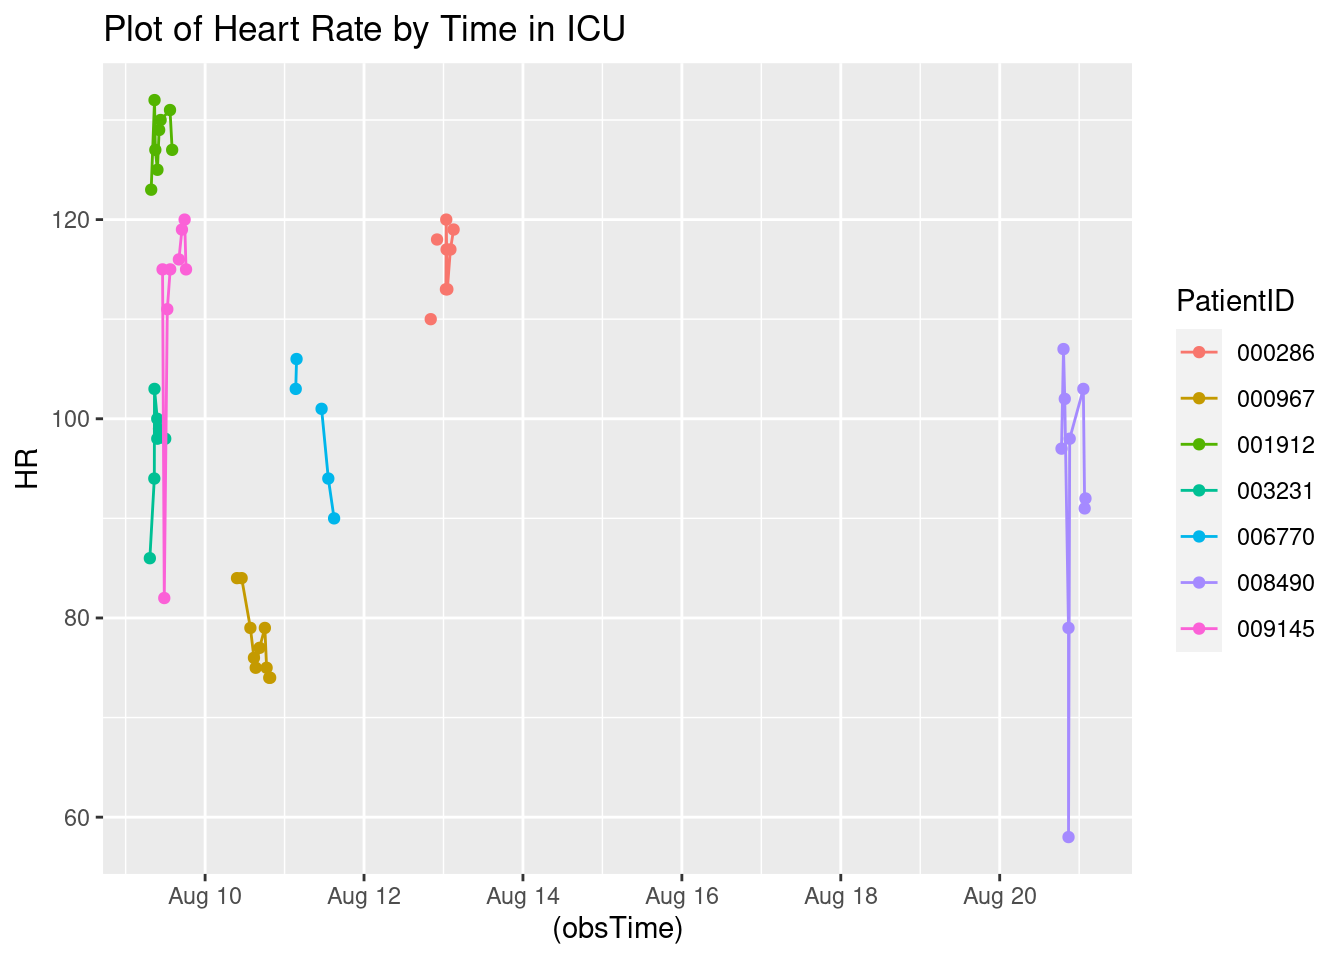 Plot of Heart Rate by Time in ICU
120
100
80
60
HR
Aug 10
Aug 12
Aug 14
Aug 16
Aug 18
Aug 20
(obsTime)
PatientID
000286
000967
001912
003231
006770
008490
009145